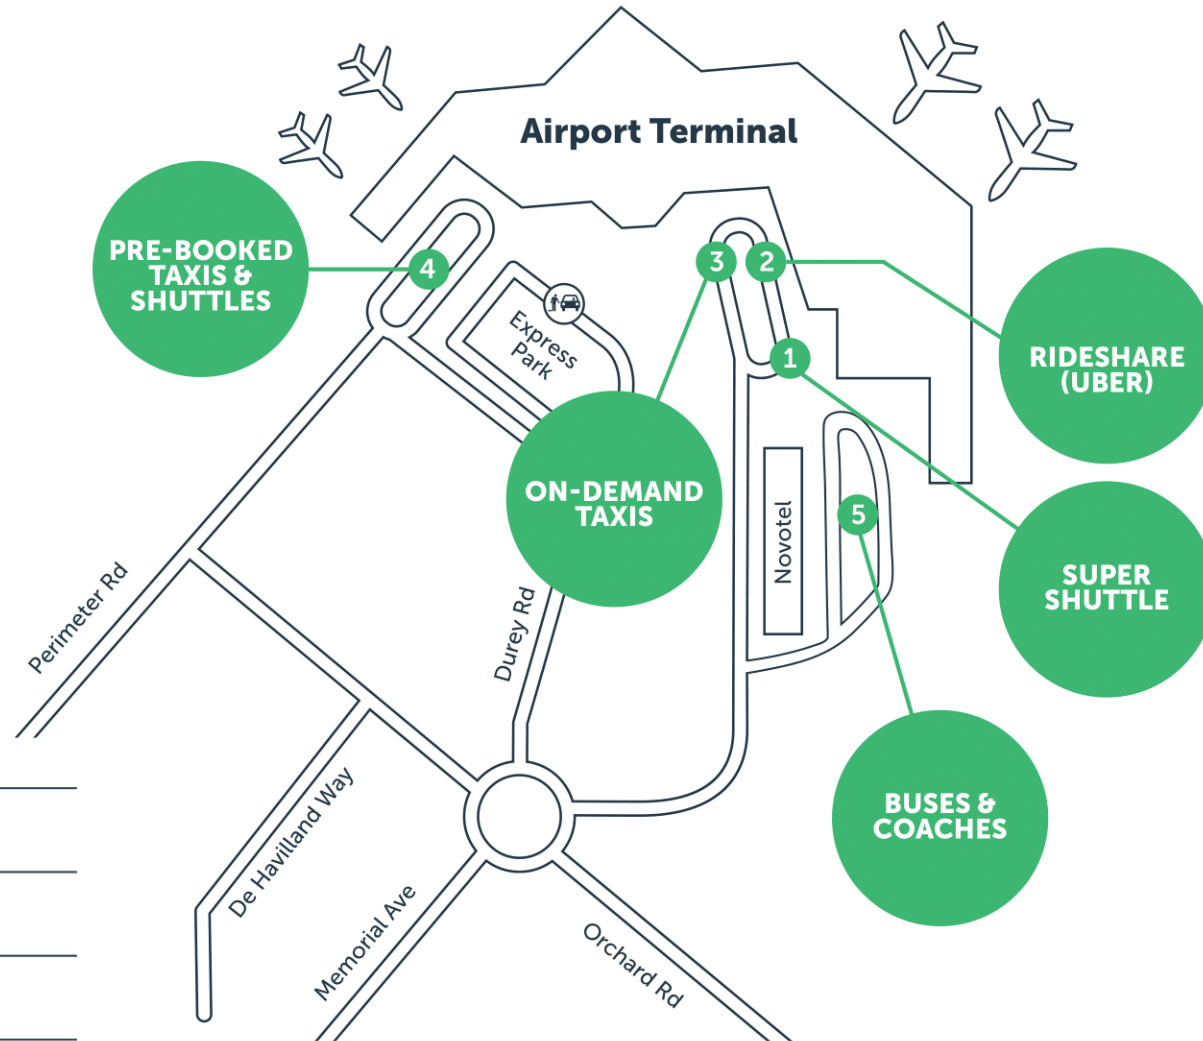 Airport Terminal
PRE-BOOKED
TAXIS &
SHUTTLES
4
3
2
1
Express
Park
RIDESHARE
(UBER)
ON-DEMAND
TAXIS
Novotel
5
SUPER
SHUTTLE
Perimeter Rd
Durey Rd
BUSES &
COACHES
De Havilland Way
Memorial Ave
Orchard Rd